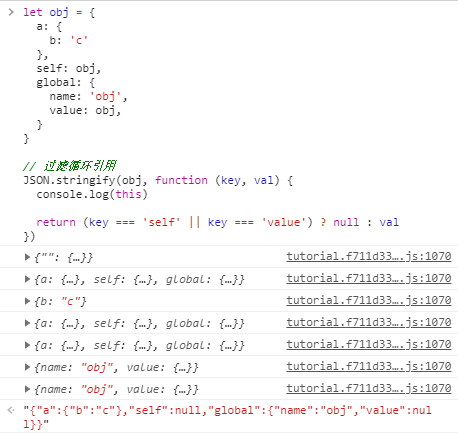 > let obj = {
    a: {
      b: 'c'
    },
    self: obj,
    global: {
      name: 'obj',
      value: obj,
    }
  }

  // 过滤循环引用
  JSON.stringify(obj, function (key, val) {
    console.log(this)

    return (key === 'self' || key === 'value') ? null : val
  })
▶ {"": {…}} tutorial.f711d33….js:1070
▶ {a: {…}, self: {…}, global: {…}} tutorial.f711d33….js:1070
▶ {b: "c"} tutorial.f711d33….js:1070
▶ {a: {…}, self: {…}, global: {…}} tutorial.f711d33….js:1070
▶ {a: {…}, self: {…}, global: {…}} tutorial.f711d33….js:1070
▶ {name: "obj", value: {…}} tutorial.f711d33….js:1070
▶ {name: "obj", value: {…}} tutorial.f711d33….js:1070
"{"a":{"b":"c"},"self":null,"global":{"name":"obj","value":nul
l}}"